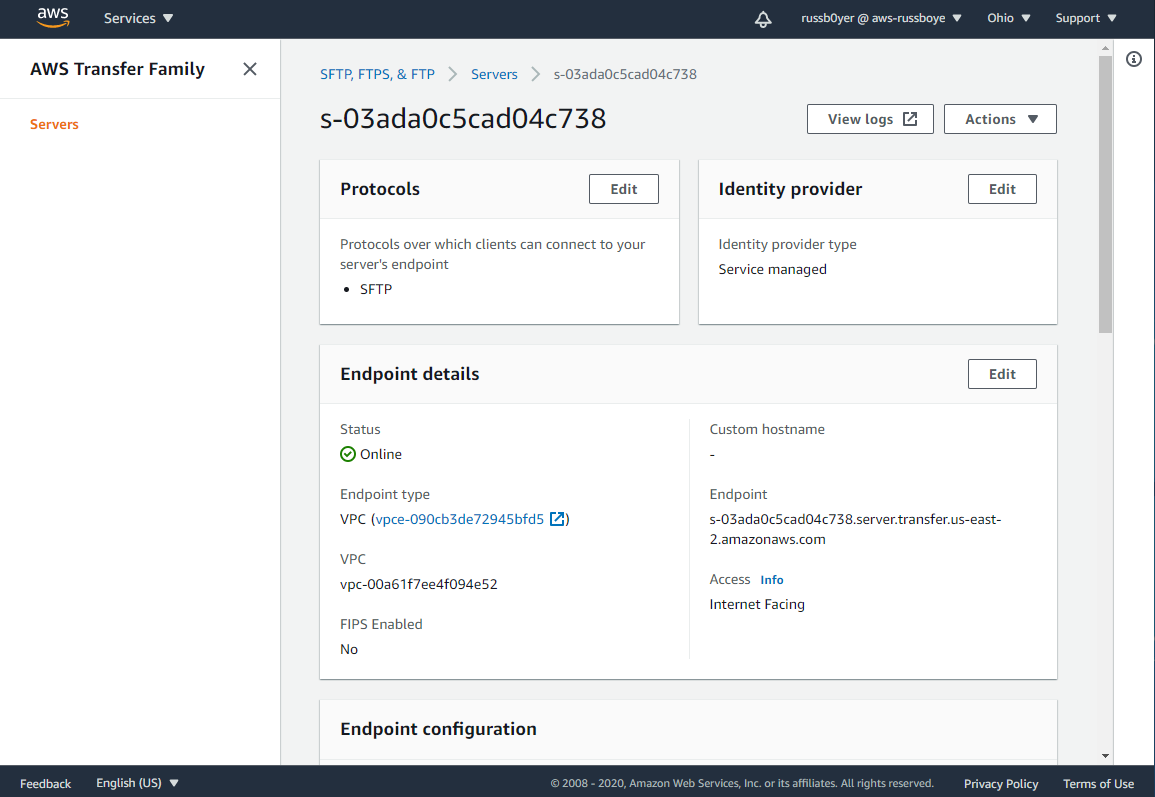 aws Services russb0yer @ aws-russboye Ohio Support
AWS Transfer Family
Servers
SFTP, FTPS, & FTP Servers s-03ada0c5cad04c738
s-03ada0c5cad04c738
View logs Actions
Protocols Edit
Protocols over which clients can connect to your
server's endpoint
• SFTP
Identity provider Edit
Identity provider type
Service managed
Endpoint details Edit
Status
Online
Endpoint type
VPC (vpce-090cb3de72945bfd5)
VPC
vpc-00a61f7ee4f094e52
FIPS Enabled
No
Custom hostname
-
Endpoint
s-03ada0c5cad04c738.server.transfer.us-east-
2.amazonaws.com
Access Info
Internet Facing
Endpoint configuration
Feedback English (US) © 2008 - 2020, Amazon Web Services, Inc. or its affiliates. All rights reserved. Privacy Policy Terms of Use